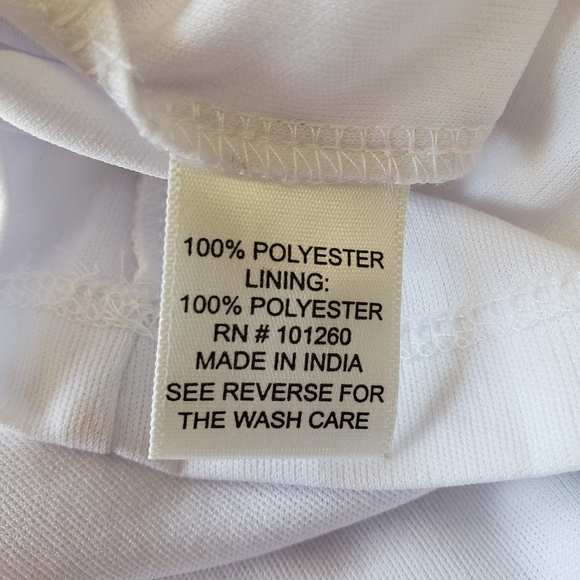 100% POLYESTER
LINING:
100% POLYESTER
RN # 101260
MADE IN INDIA
SEE REVERSE FOR
THE WASH CARE